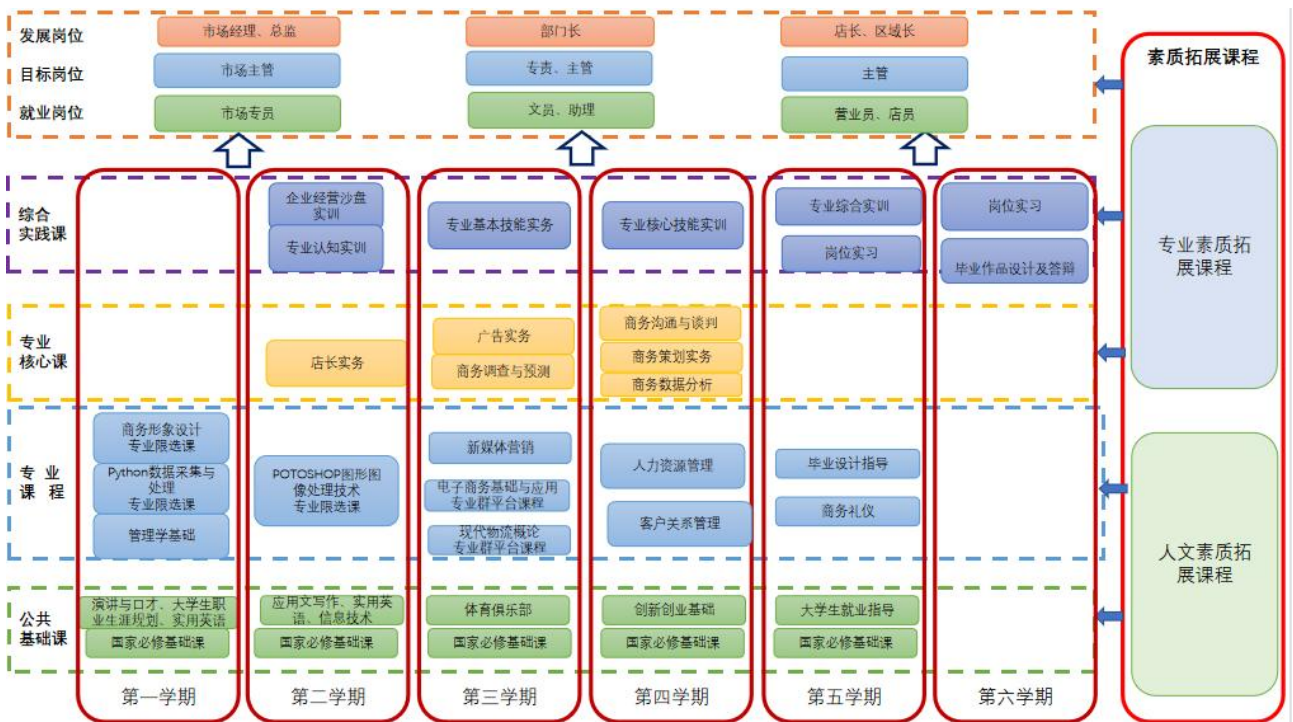 发展岗位
市场经理、总监
部门长
店长、区域长
目标岗位
市场主管
专责、主管
主管
就业岗位
市场专员
文员、助理
营业员、店员
素质拓展课程
专业素质拓
展课程
人文素质拓
展课程
综合
实践课
企业经营沙盘
实训
专业认知实训
专业基本技能实务
专业核心技能实训
专业综合实训
岗位实习
岗位实习
毕业作品设计及答辩
专业
核心课
店长实务
广告实务
商务调查与预测
商务沟通与谈判
商务策划实务
商务数据分析
专 业
课 程
商务形象设计
专业限选课
Python数据采集与
处理
专业限选课
管理学基础
POTOSHOP图形图
像处理技术
专业限选课
新媒体营销
电子商务基础与应用
专业群平台课程
现代物流概论
专业群平台课程
人力资源管理
客户关系管理
毕业设计指导
商务礼仪
公共
基础课
演讲与口才、大学生职
业生涯规划、实用英语
国家必修基础课
应用文写作、实用英
语、信息技术
国家必修基础课
体育俱乐部
国家必修基础课
创新创业基础
国家必修基础课
大学生就业指导
国家必修基础课
第一学期
第二学期
第三学期
第四学期
第五学期
第六学期